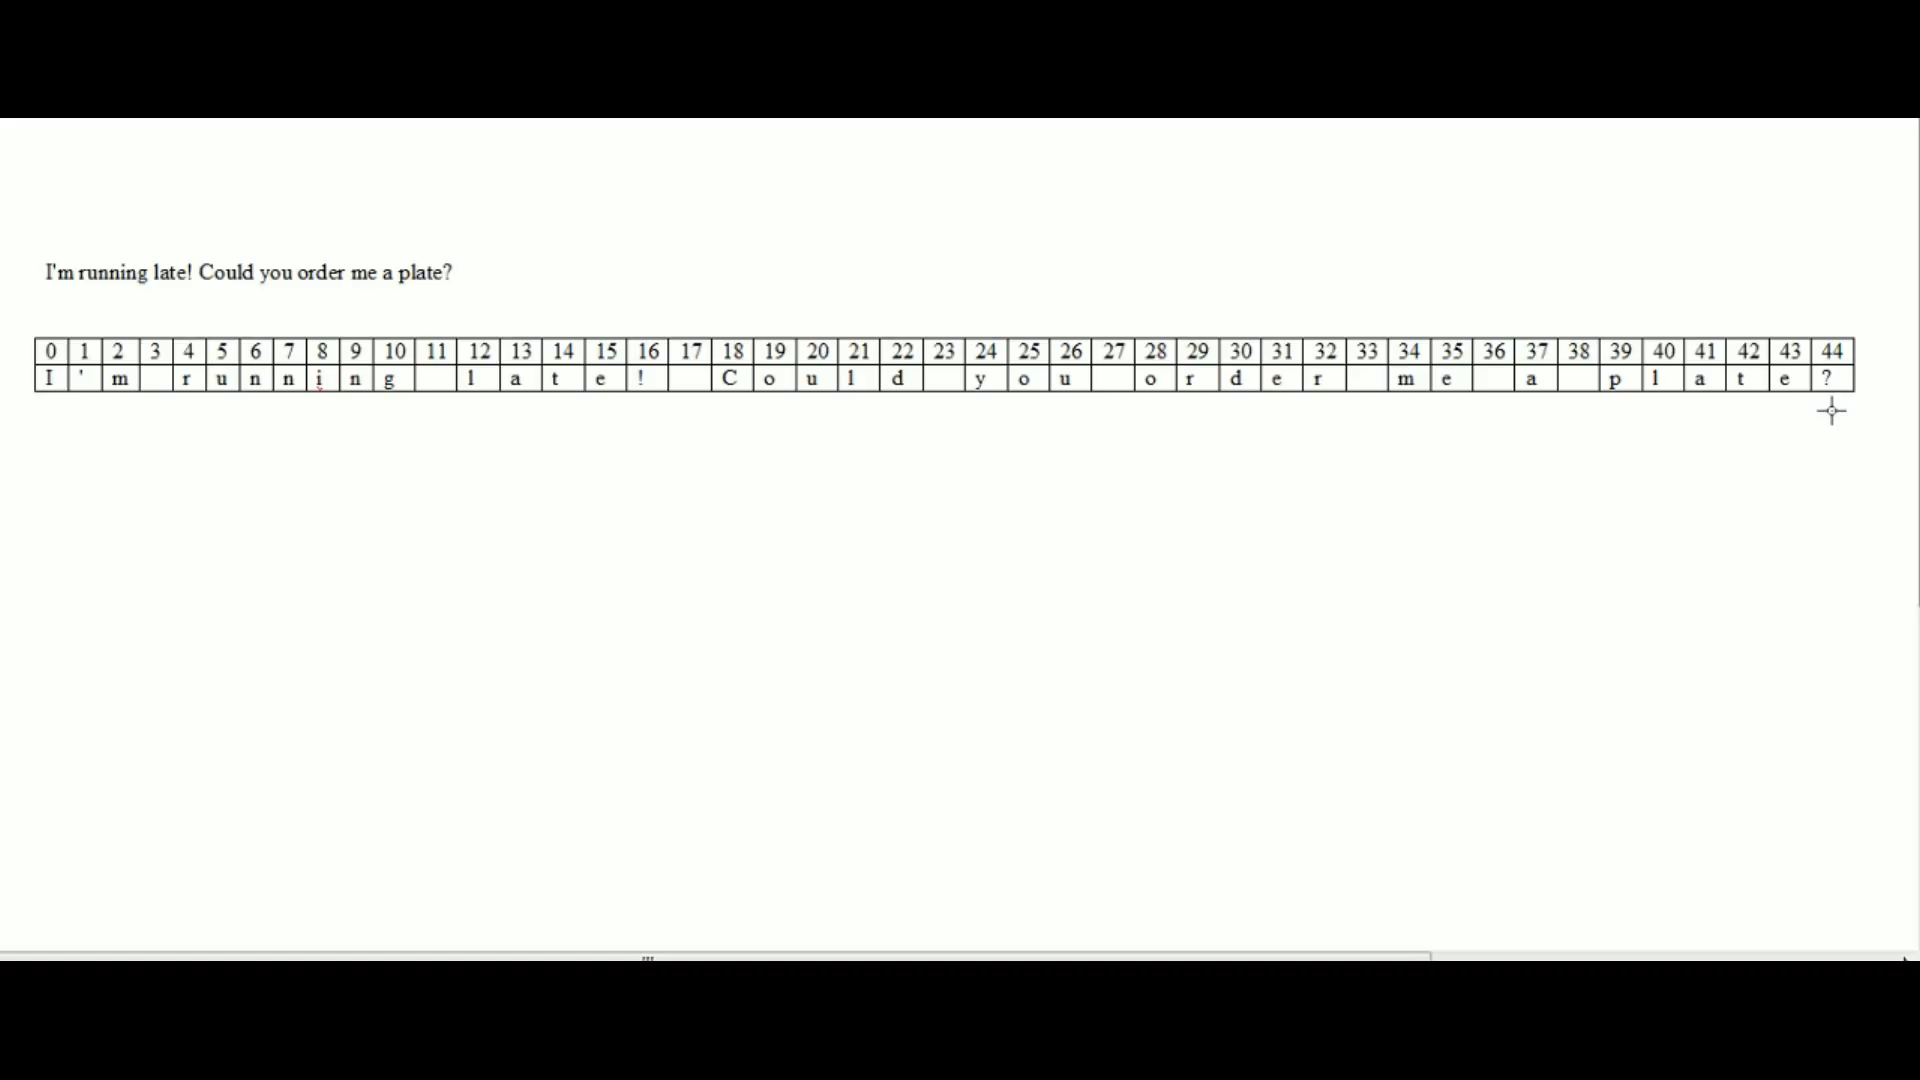 I'm running late! Could you order me a plate?
0 1 2 3 4 5 6 7 8 9 10 11 12 13 14 15 16 17 18 19 20 21 22 23 24 25 26 27 28 29 30 31 32 33 34 35 36 37 38 39 40 41 42 43 44
I ' m r u n n i n g l a t e ! C o u l d y o u o r d e r m e a p l a t e ?